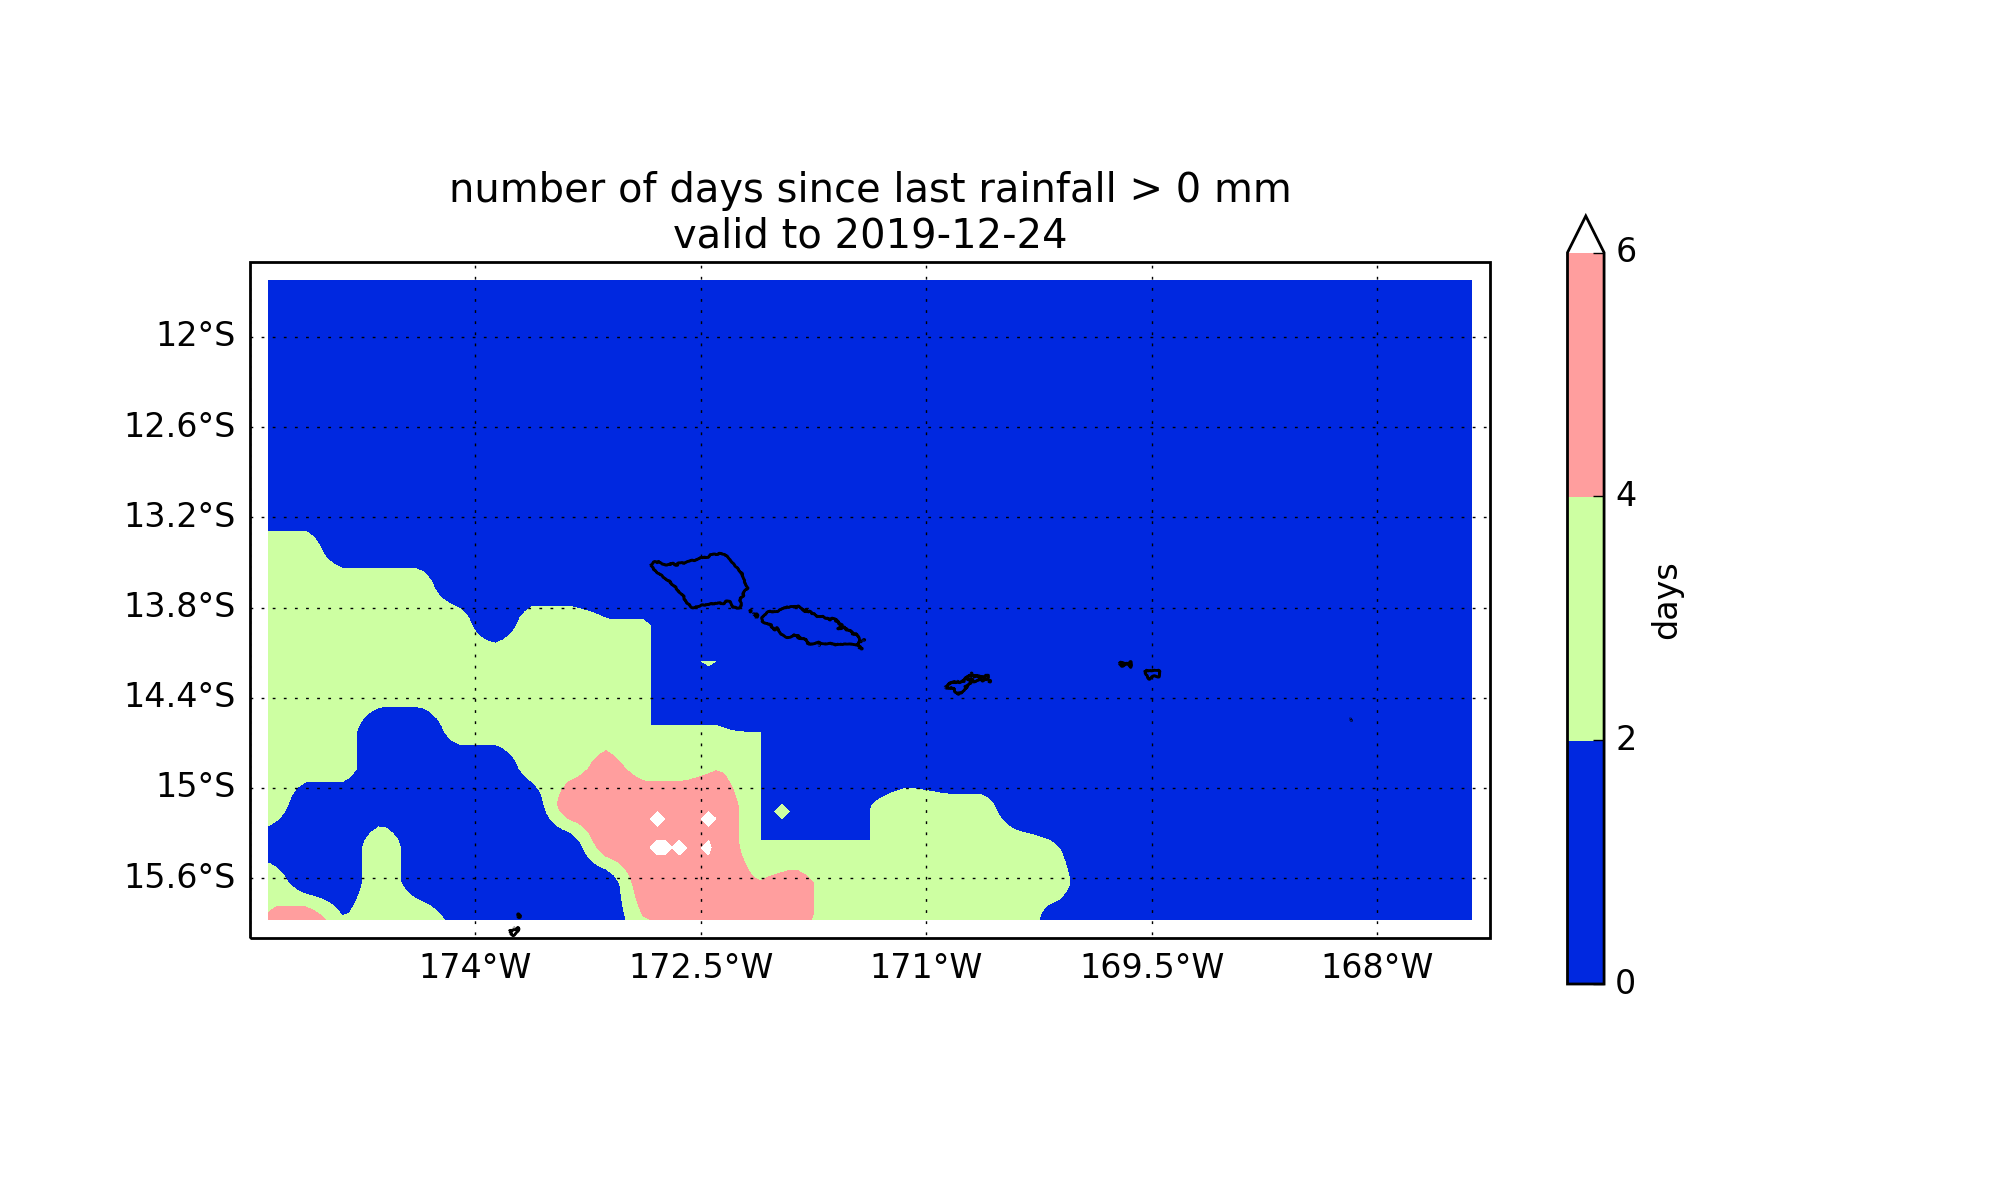 number of days since last rainfall > 0 mm
valid to 2019-12-24
12°S
12.6°S
13.2°S
13.8°S
14.4°S
15°S
15.6°S
174°W 172.5°W 171°W 169.5°W 168°W
6
4
2
0
days